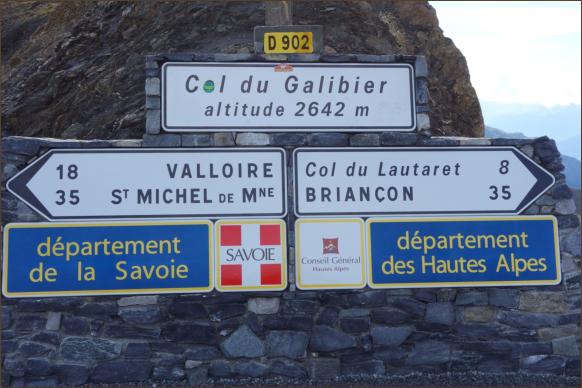 D 902
Col du Galibier
altitude 2642 m
18 VALLOIRE
35 ST MICHEL DE MNE
Col du Lautaret 8
BRIANÇON 35
département
de la Savoie
SAVOIE
Conseil Général
Hautes Alpes
département
des Hautes Alpes